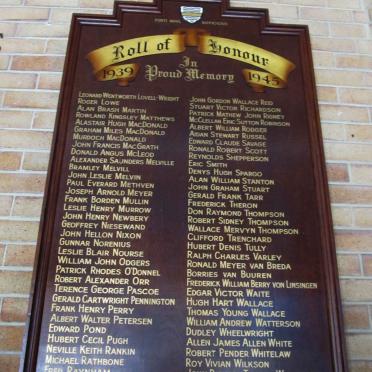 Roll of Honour
1939 In 1945
Proud Memory
Leonard Wentworth Lovell-Wright
Roger Lowe
Alan Brash Martin
Rowland Kingsley Matthews
Alastair Hugh MacDonald
Graham Miles MacDonald
Murdoch MacDonald
John Francis MacGrath
Donald Angus McLeod
Alexander Saunders Melville
Bramley Melvill
John Leslie Melvin
Paul Everard Methven
Joseph Arnold Meyer
Frank Borden Mullin
Leslie Henry Murrow
John Henry Newbery
Geoffrey Niesewand
John Hellon Nixon
Gunnar Norenius
Leslie Blair Nourse
William John Odgers
Patrick Rhodes O'Donnel
Robert Alexander Orr
Terence George Pascoe
Gerald Cartwright Pennington
Frank Henry Perry
Albert Walter Petersen
Edward Pond
Hubert Cecil Pugh
Neville Keith Rankin
Michael Rathbone
Raynham
John Gordon Wallace Reid
Stuart Victor Richardson
Patrick Mathew John Ridney
McClellan Eric Sutton Robinson
Albert William Rodgers
Aidan Stewart Russel
Edward Claude Savage
Ronald Robert Scott
Reynolds Shepperson
Eric Smith
Denys Hugh Spargo
Alan William Stanton
John Graham Stuart
Gerald Frank Tarr
Frederick Theron
Don Raymond Thompson
Robert Sidney Thompson
Wallace Mervyn Thompson
Clifford Trenchard
Hubert Denis Tully
Ralph Charles Varley
Ronald Meyer van Breda
Borries van Buuren
Frederick William Berry von Linsingen
Edgar Victor Waite
Hugh Hart Wallace
Thomas Young Wallace
William Andrew Watterson
Dudley Wheelwright
Allen James Allen White
Robert Pender Whitelaw
Roy Vivian Wilksen